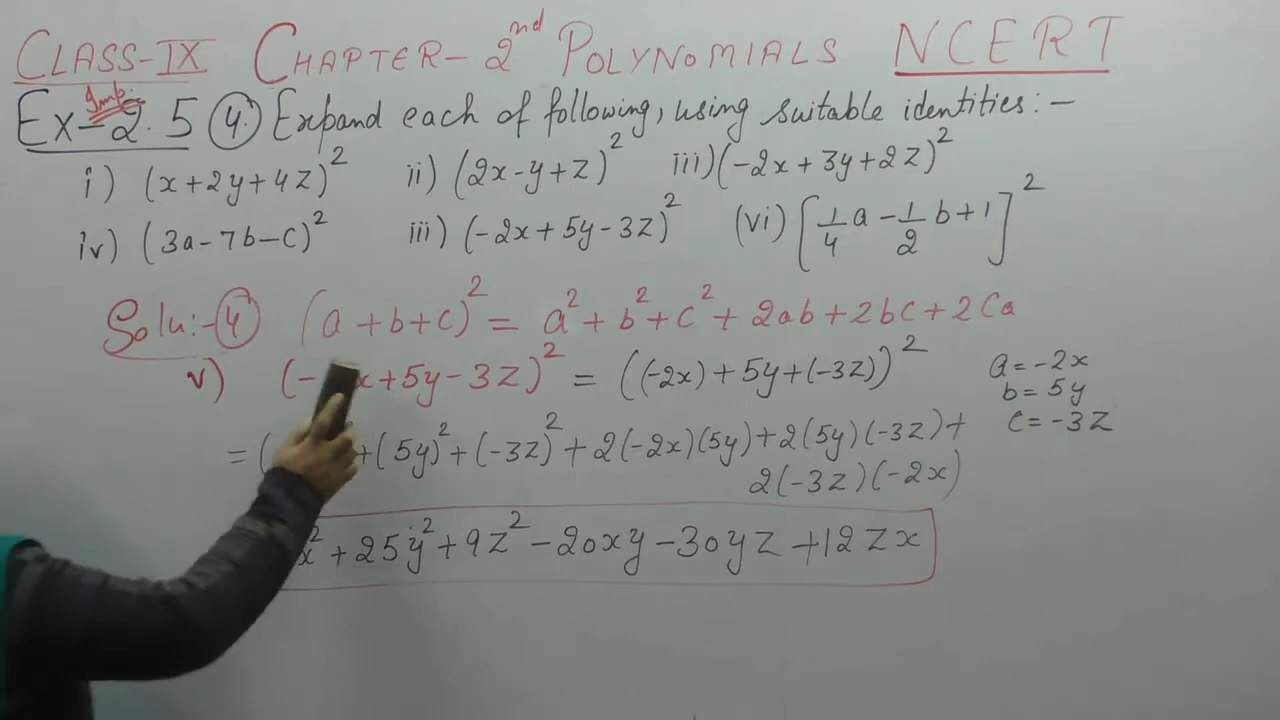 CLASS-IX CHAPTER-2nd POLYNOMIALS NCERT
Imp.
Ex-2.5 (4.) Expand each of following, using suitable identities:-
i) (x+2y+4z)² ii) (2x-y+z)² iii) (-2x+3y+2z)²
iv) (3a-7b-c)² iii) (-2x+5y-3z)² (vi) [1/4 a - 1/2 b+1]²
Solu:-(4) (a+b+c)² = a²+b²+c²+2ab+2bc+2ca
v) (- x+5y-3z)² = ((-2x)+5y+(-3z))² a=-2x
b=5y
=( +(5y)²+(-3z)²+2(-2x)(5y)+2(5y)(-3z)+ c=-3z
2(-3z)(-2x)
x²+25y²+9z²-20xy-30yz+12zx